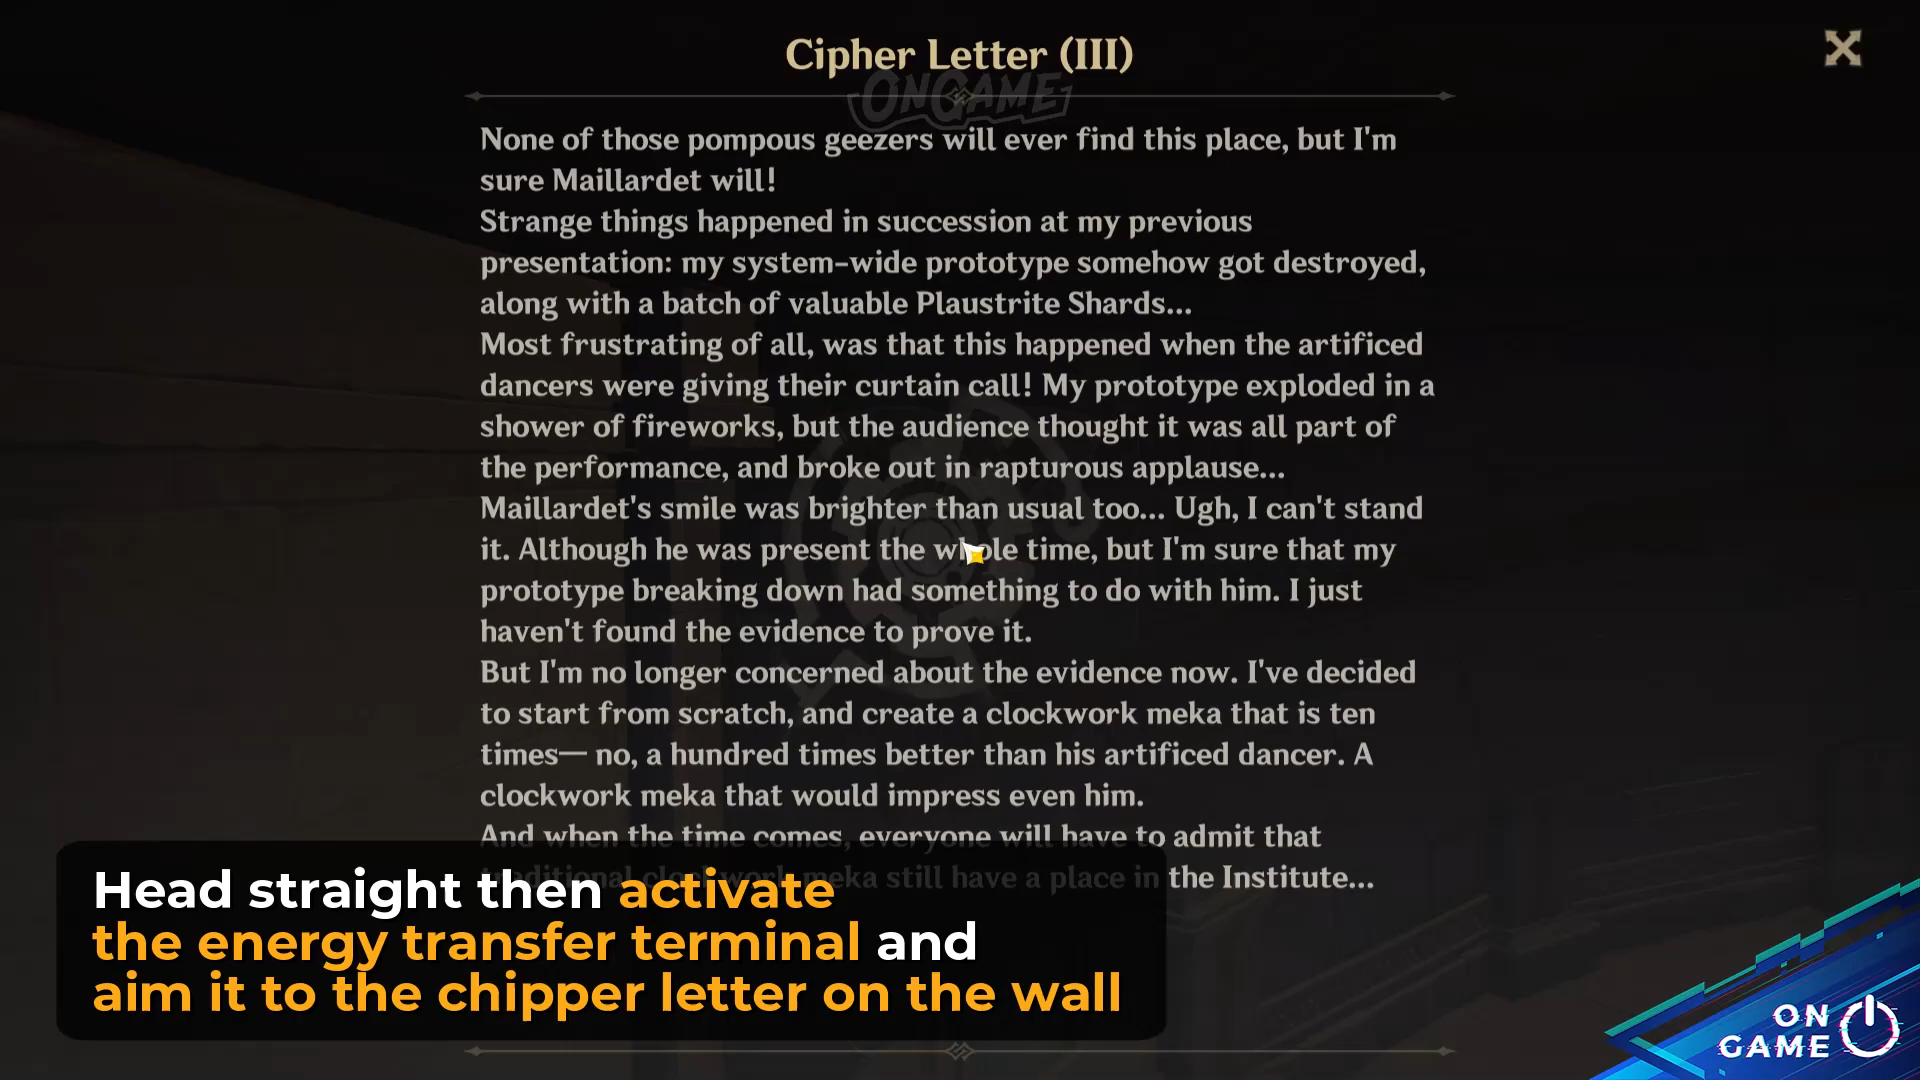 Cipher Letter (III)
ONGAME
None of those pompous geezers will ever find this place, but I'm
sure Maillardet will!
Strange things happened in succession at my previous
presentation: my system-wide prototype somehow got destroyed,
along with a batch of valuable Plaustrite Shards...
Most frustrating of all, was that this happened when the artificed
dancers were giving their curtain call! My prototype exploded in a
shower of fireworks, but the audience thought it was all part of
the performance, and broke out in rapturous applause...
Maillardet's smile was brighter than usual too... Ugh, I can't stand
it. Although he was present the whole time, but I'm sure that my
prototype breaking down had something to do with him. I just
haven't found the evidence to prove it.
But I'm no longer concerned about the evidence now. I've decided
to start from scratch, and create a clockwork meka that is ten
times— no, a hundred times better than his artificed dancer. A
clockwork meka that would impress even him.
And when the time comes, everyone will have to admit that
traditional clockwork meka still have a place in the Institute...
Head straight then activate
the energy transfer terminal and
aim it to the chipper letter on the wall
ON
GAME